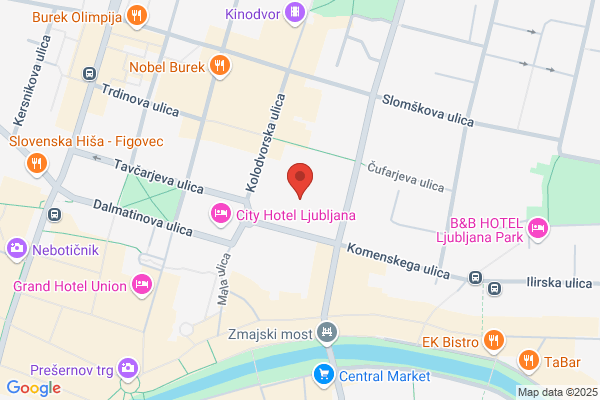 Burek Olimpija
Kinodvor
Nobel Burek
Kersnikova ulica
Trdinova ulica
Kolodvorska ulica
Slomškova ulica
Slovenska Hiša - Figovec
Tavčarjeva ulica
Čufarjeva ulica
Dalmatinova ulica
City Hotel Ljubljana
B&B HOTEL
Ljubljana Park
Nebotičnik
Komenskega ulica
Mala ulica
Grand Hotel Union
Ilirska ulica
Zmajski most
EK Bistro
TaBar
Prešernov trg
Central Market
Google
Map data ©2025